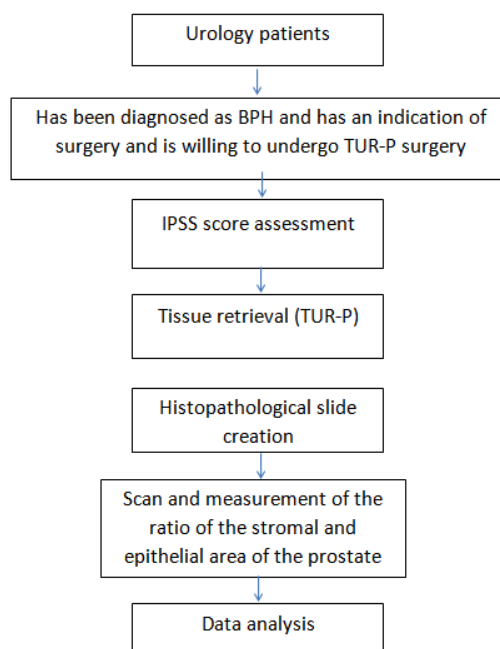 Urology patients
Has been diagnosed as BPH and has an indication of
surgery and is willing to undergo TUR-P surgery
IPSS score assessment
Tissue retrieval (TUR-P)
Histopathological slide
creation
Scan and measurement of the
ratio of the stromal and
epithelial area of the prostate
Data analysis